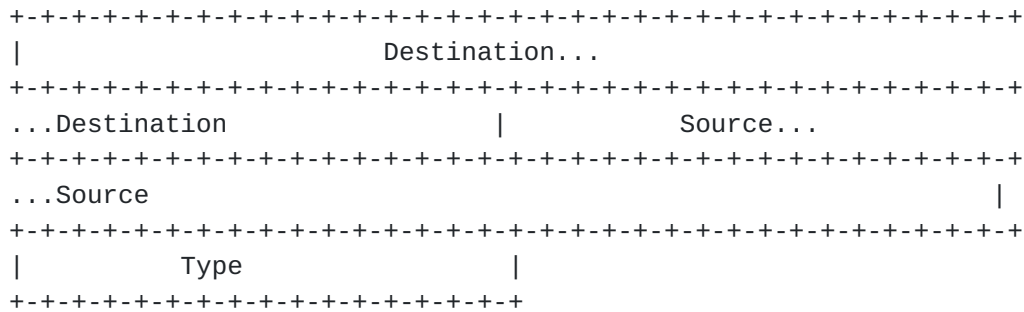 +-+-+-+-+-+-+-+-+-+-+-+-+-+-+-+-+-+-+-+-+-+-+-+-+-+-+-+-+-+-+-+-+
|                       Destination...
+-+-+-+-+-+-+-+-+-+-+-+-+-+-+-+-+-+-+-+-+-+-+-+-+-+-+-+-+-+-+-+-+
...Destination                 |           Source...
+-+-+-+-+-+-+-+-+-+-+-+-+-+-+-+-+-+-+-+-+-+-+-+-+-+-+-+-+-+-+-+-+
...Source                                                      |
+-+-+-+-+-+-+-+-+-+-+-+-+-+-+-+-+-+-+-+-+-+-+-+-+-+-+-+-+-+-+-+-+
|          Type                 |
+-+-+-+-+-+-+-+-+-+-+-+-+-+-+-+-+